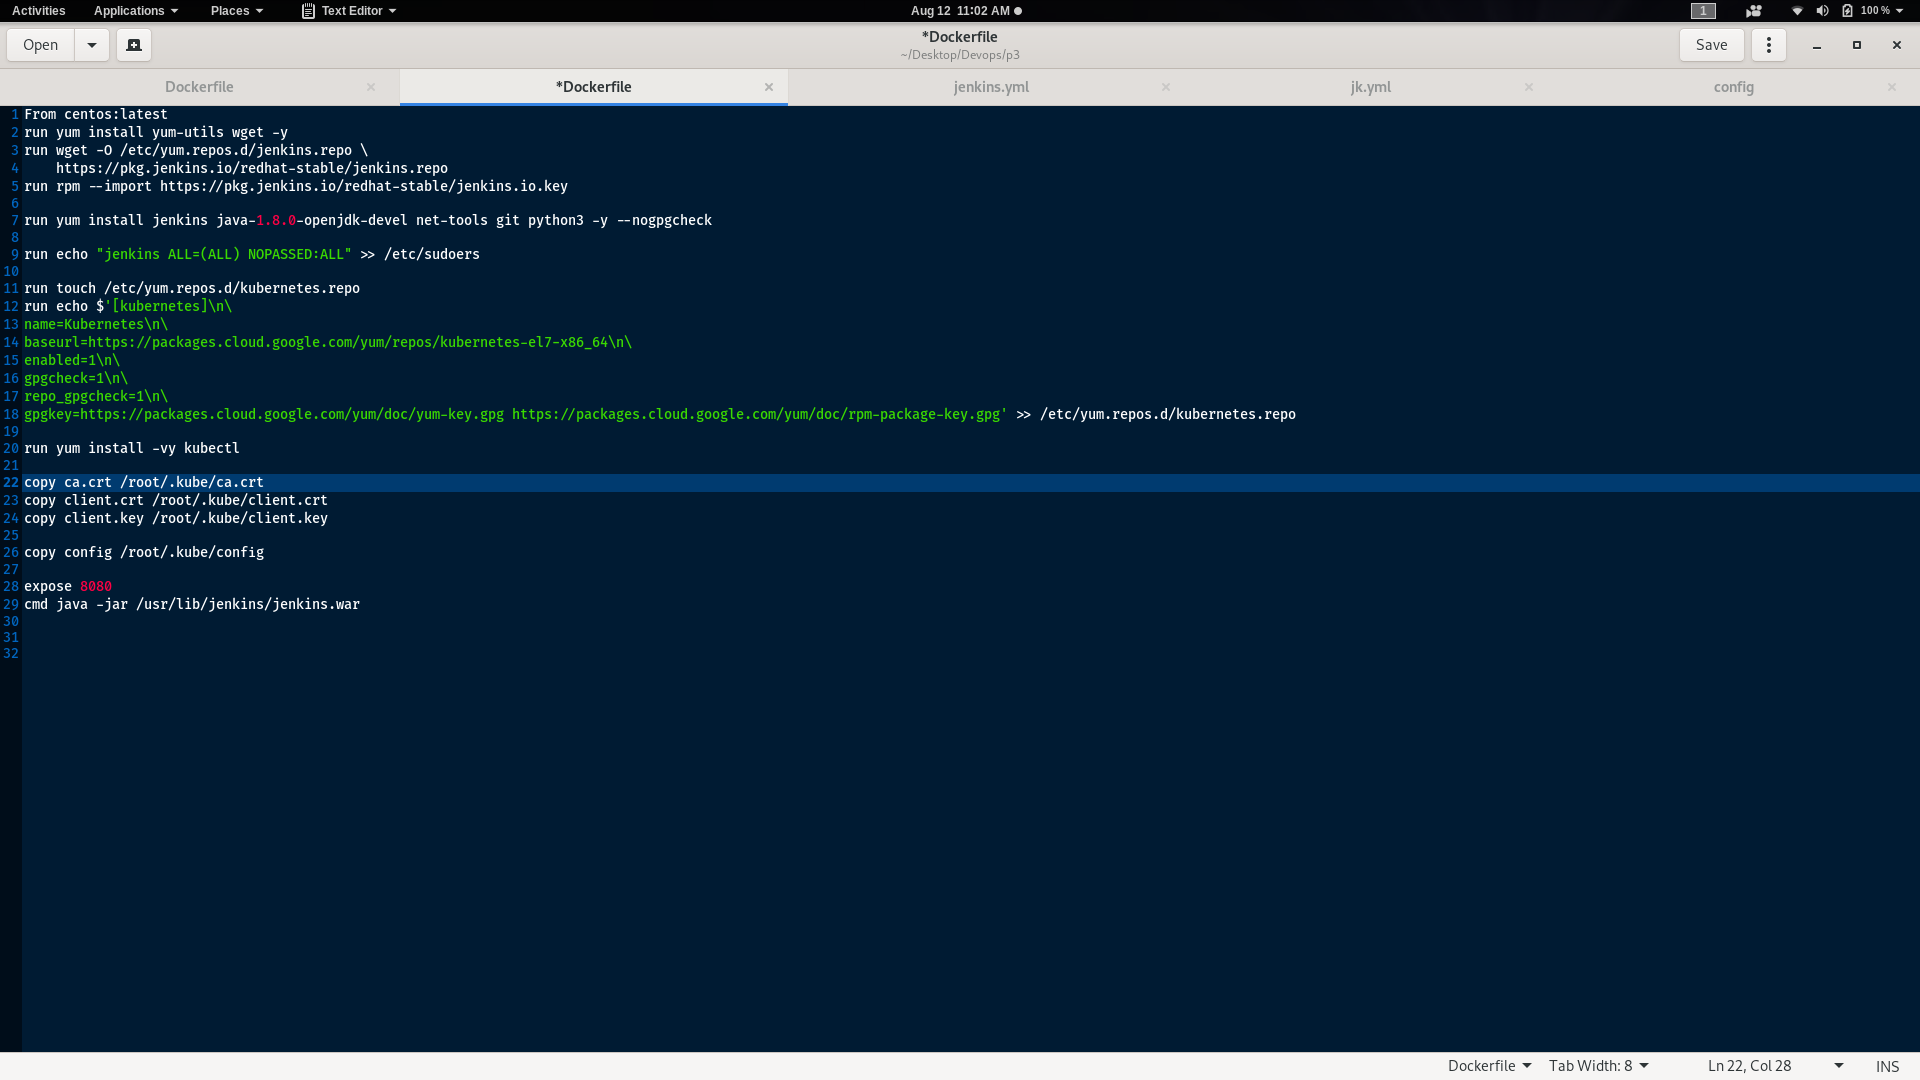 Activities Applications Places Text Editor Aug 12 11:02 AM 1 100 %
Open *Dockerfile Save
~/Desktop/Devops/p3
Dockerfile *Dockerfile jenkins.yml jk.yml config
1 From centos:latest
2 run yum install yum-utils wget -y
3 run wget -O /etc/yum.repos.d/jenkins.repo \
4     https://pkg.jenkins.io/redhat-stable/jenkins.repo
5 run rpm --import https://pkg.jenkins.io/redhat-stable/jenkins.io.key
6
7 run yum install jenkins java-1.8.0-openjdk-devel net-tools git python3 -y --nogpgcheck
8
9 run echo "jenkins ALL=(ALL) NOPASSED:ALL" >> /etc/sudoers
10
11 run touch /etc/yum.repos.d/kubernetes.repo
12 run echo $'[kubernetes]\n\
13 name=Kubernetes\n\
14 baseurl=https://packages.cloud.google.com/yum/repos/kubernetes-el7-x86_64\n\
15 enabled=1\n\
16 gpgcheck=1\n\
17 repo_gpgcheck=1\n\
18 gpgkey=https://packages.cloud.google.com/yum/doc/yum-key.gpg https://packages.cloud.google.com/yum/doc/rpm-package-key.gpg' >> /etc/yum.repos.d/kubernetes.repo
19
20 run yum install -vy kubectl
21
22 copy ca.crt /root/.kube/ca.crt
23 copy client.crt /root/.kube/client.crt
24 copy client.key /root/.kube/client.key
25
26 copy config /root/.kube/config
27
28 expose 8080
29 cmd java -jar /usr/lib/jenkins/jenkins.war
30
31
32
Dockerfile Tab Width: 8 Ln 22, Col 28 INS